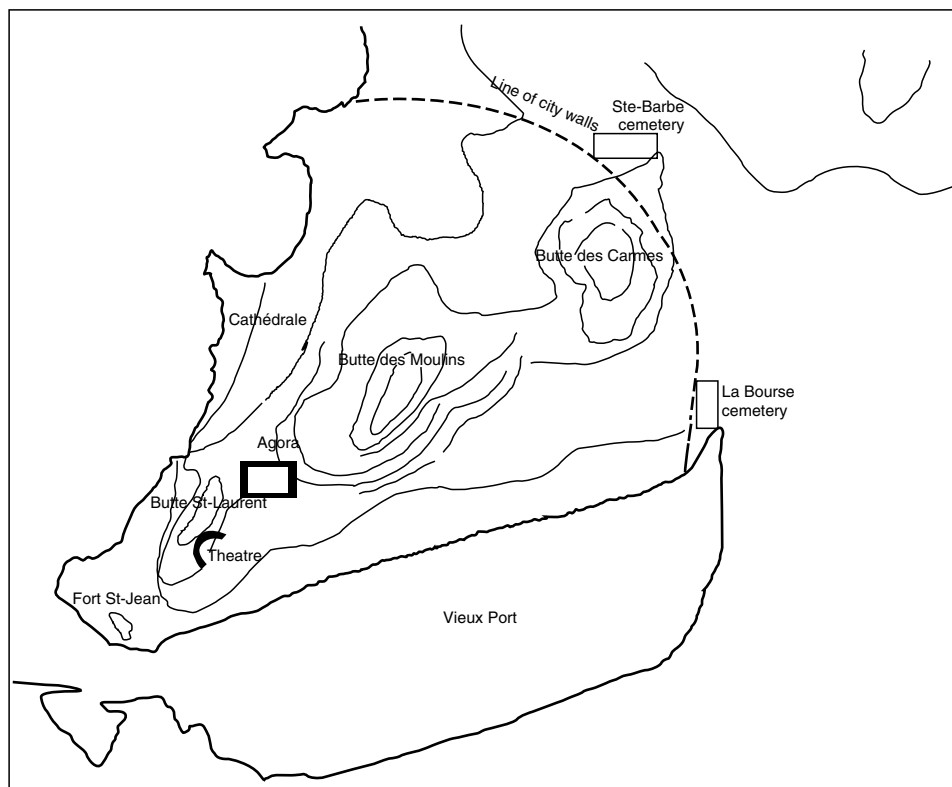 Line of city walls
Ste-Barbe
cemetery
Butte des Carmes
Cathédrale
Butte des Moulins
La Bourse
cemetery
Agora
Butte St-Laurent
Theatre
Fort St-Jean
Vieux Port